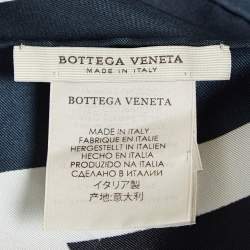 BOTTEGA VENETA
MADE IN ITALY
BOTTEGA VENETA
MADE IN ITALY
FABRIQUE EN ITALIE
HERGESTELLT IN ITALIEN
HECHO EN ITALIA
PRODUZIDO NA ITALIA
СДЕЛАНО В ИТАЛИИ
イタリア製
产地:意大利